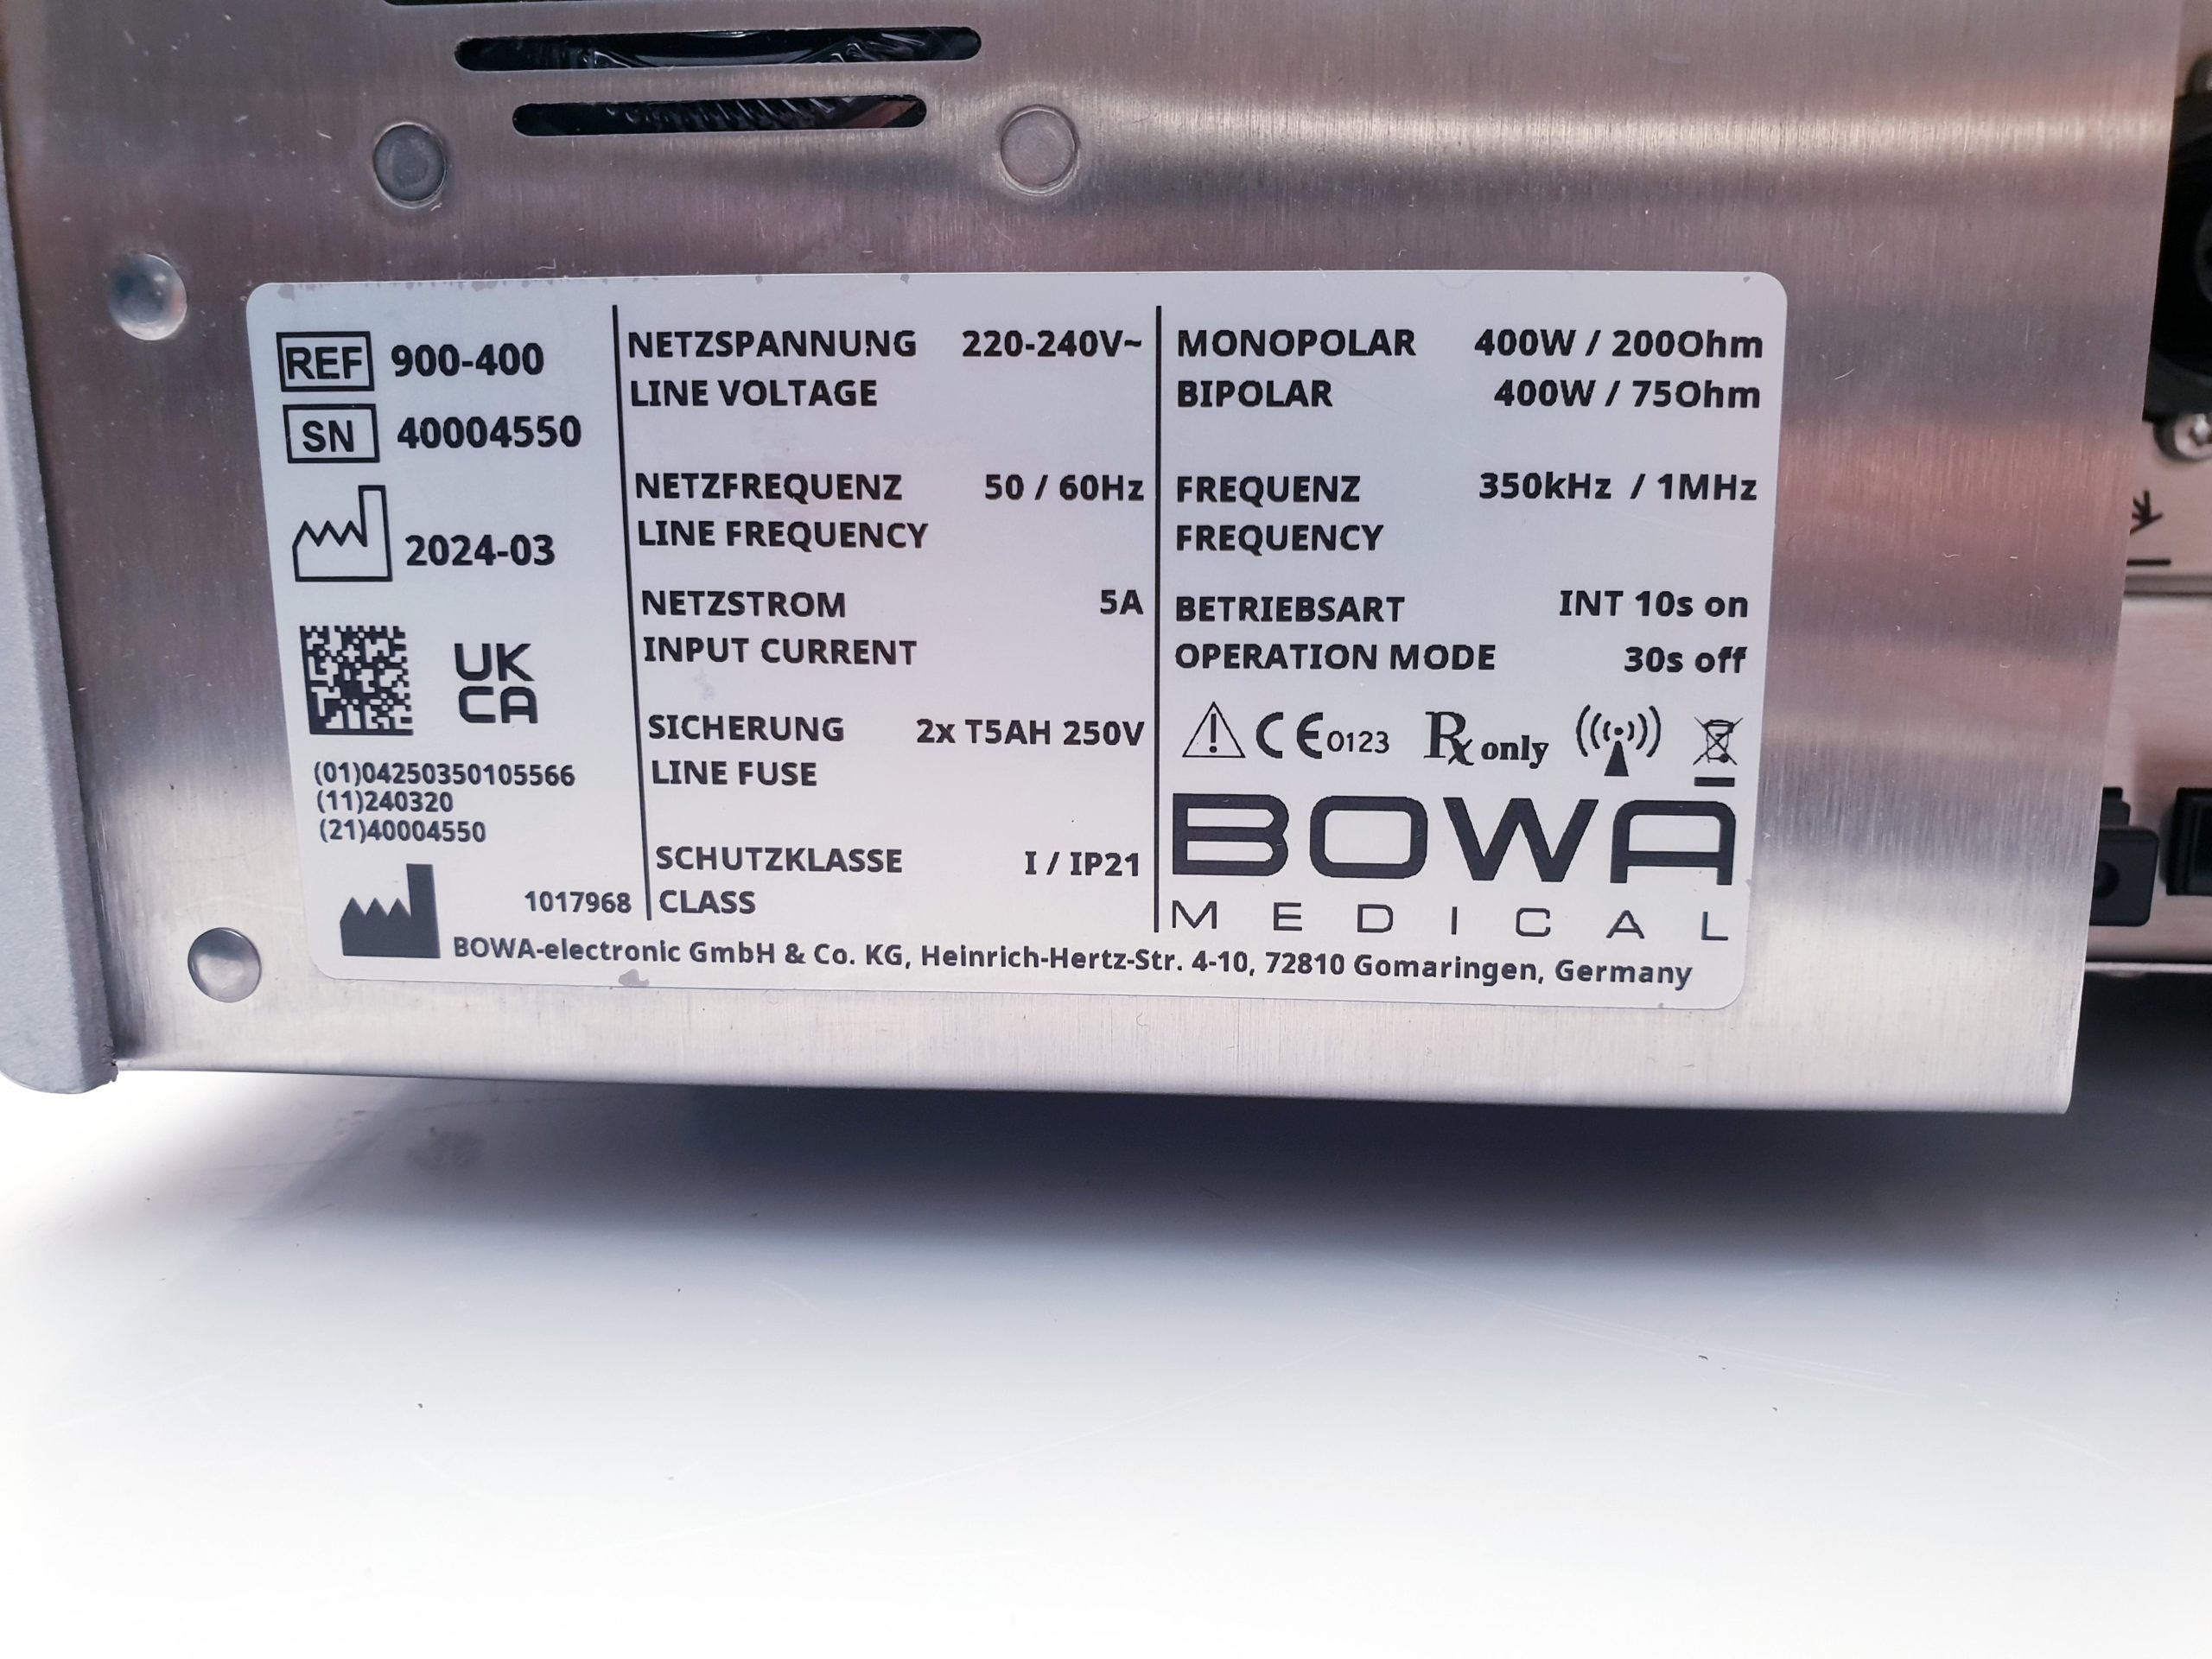 REF 900-400
SN 40004550
2024-03
UK
CA
(01)04250350105566
(11)240320
(21)40004550
1017968
NETZSPANNUNG 220-240V~
LINE VOLTAGE
NETZFREQUENZ 50 / 60Hz
LINE FREQUENCY
NETZSTROM 5A
INPUT CURRENT
SICHERUNG 2x T5AH 250V
LINE FUSE
SCHUTZKLASSE I / IP21
CLASS
MONOPOLAR 400W / 200Ohm
BIPOLAR 400W / 75Ohm
FREQUENZ 350kHz / 1MHz
FREQUENCY
BETRIEBSART INT 10s on
OPERATION MODE 30s off
CE0123 Rx only
BOWA
MEDICAL
BOWA-electronic GmbH & Co. KG, Heinrich-Hertz-Str. 4-10, 72810 Gomaringen, Germany